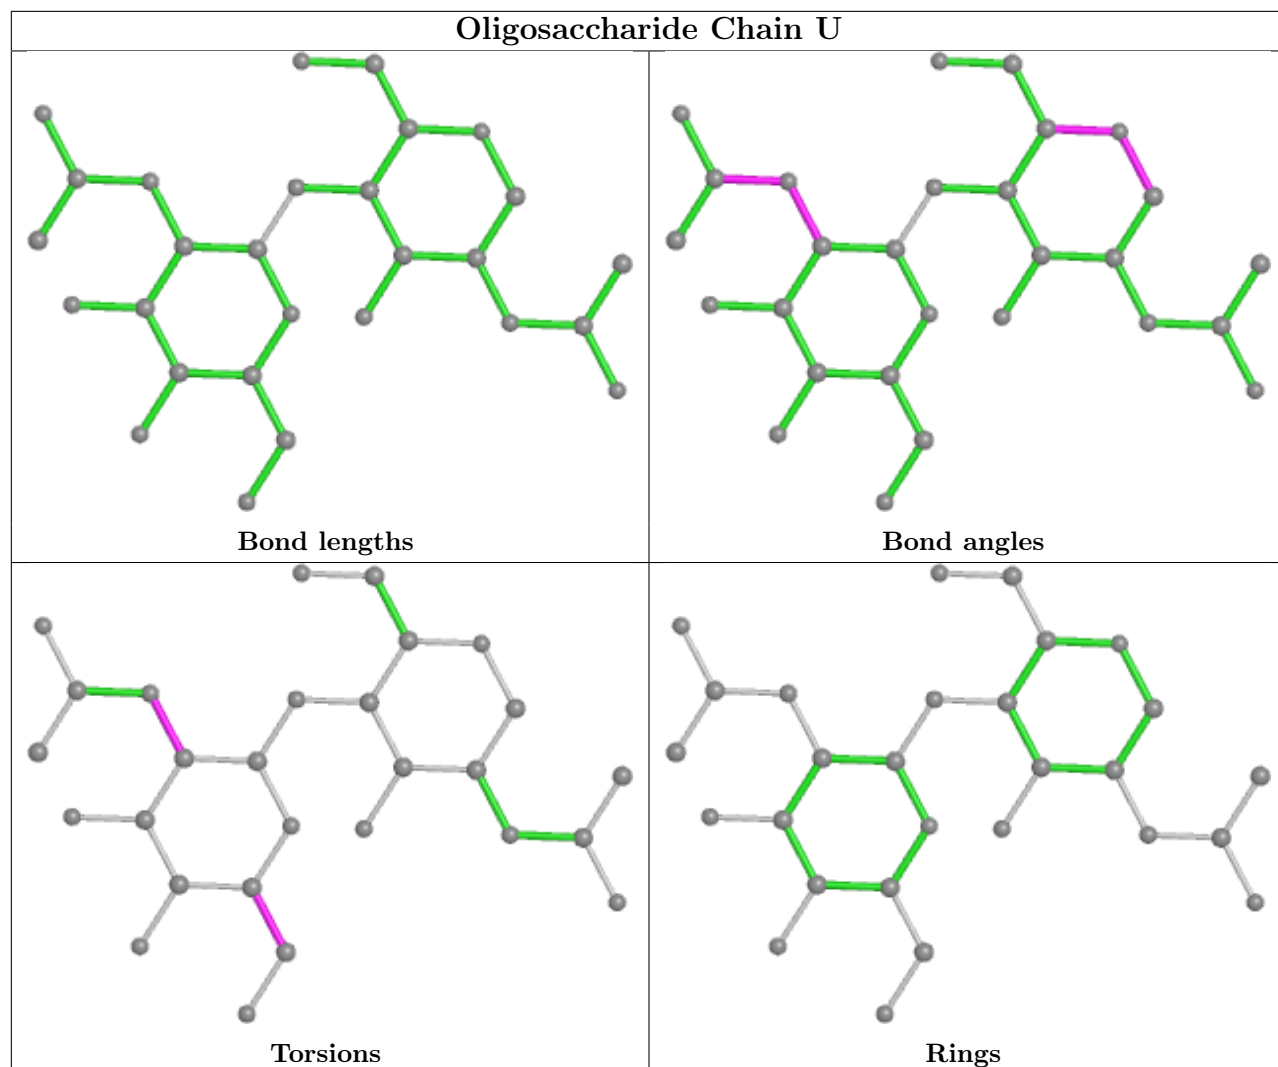 Oligosaccharide Chain U
Bond lengths
Bond angles
Torsions
Rings